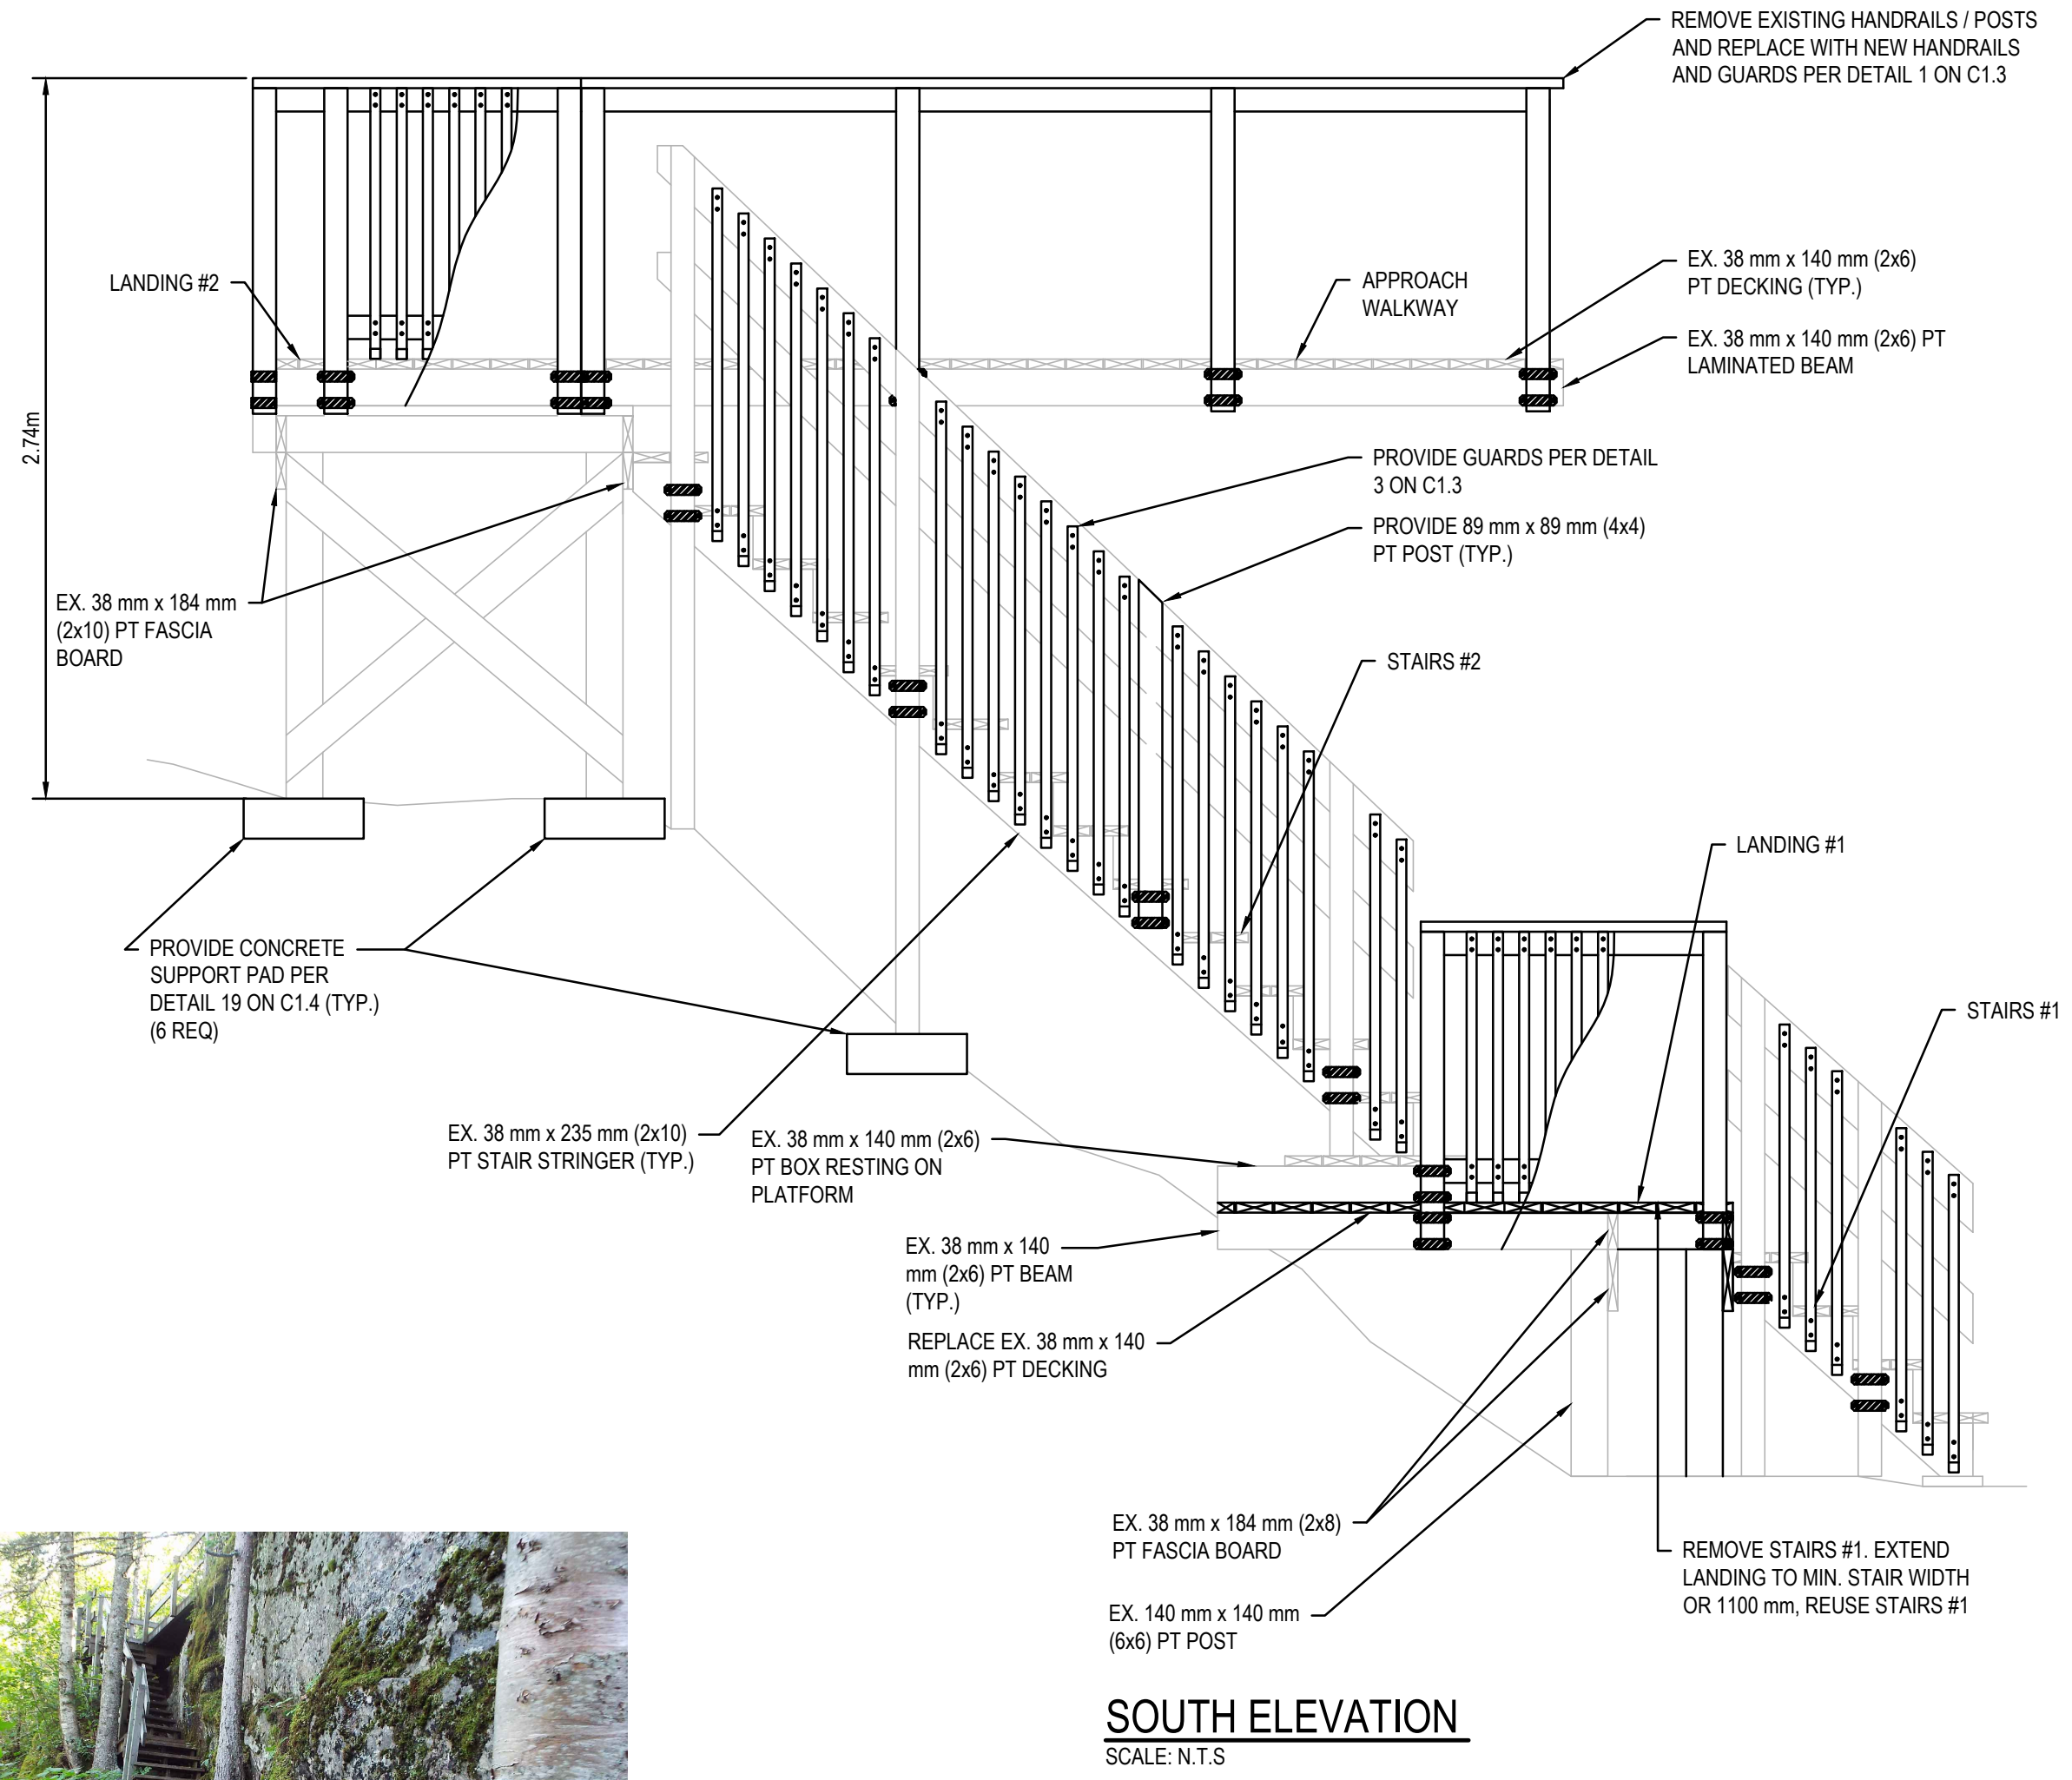 REMOVE EXISTING HANDRAILS / POSTS
AND REPLACE WITH NEW HANDRAILS
AND GUARDS PER DETAIL 1 ON C1.3
LANDING #2
APPROACH
WALKWAY
EX. 38 mm x 140 mm (2x6)
PT DECKING (TYP.)
EX. 38 mm x 140 mm (2x6) PT
LAMINATED BEAM
2.74m
PROVIDE GUARDS PER DETAIL
3 ON C1.3
PROVIDE 89 mm x 89 mm (4x4)
PT POST (TYP.)
EX. 38 mm x 184 mm
(2x10) PT FASCIA
BOARD
STAIRS #2
LANDING #1
PROVIDE CONCRETE
SUPPORT PAD PER
DETAIL 19 ON C1.4 (TYP.)
(6 REQ)
STAIRS #1
EX. 38 mm x 235 mm (2x10)
PT STAIR STRINGER (TYP.)
EX. 38 mm x 140 mm (2x6)
PT BOX RESTING ON
PLATFORM
EX. 38 mm x 140
mm (2x6) PT BEAM
(TYP.)
REPLACE EX. 38 mm x 140
mm (2x6) PT DECKING
EX. 38 mm x 184 mm (2x8)
PT FASCIA BOARD
EX. 140 mm x 140 mm
(6x6) PT POST
REMOVE STAIRS #1. EXTEND
LANDING TO MIN. STAIR WIDTH
OR 1100 mm, REUSE STAIRS #1
SOUTH ELEVATION
SCALE: N.T.S